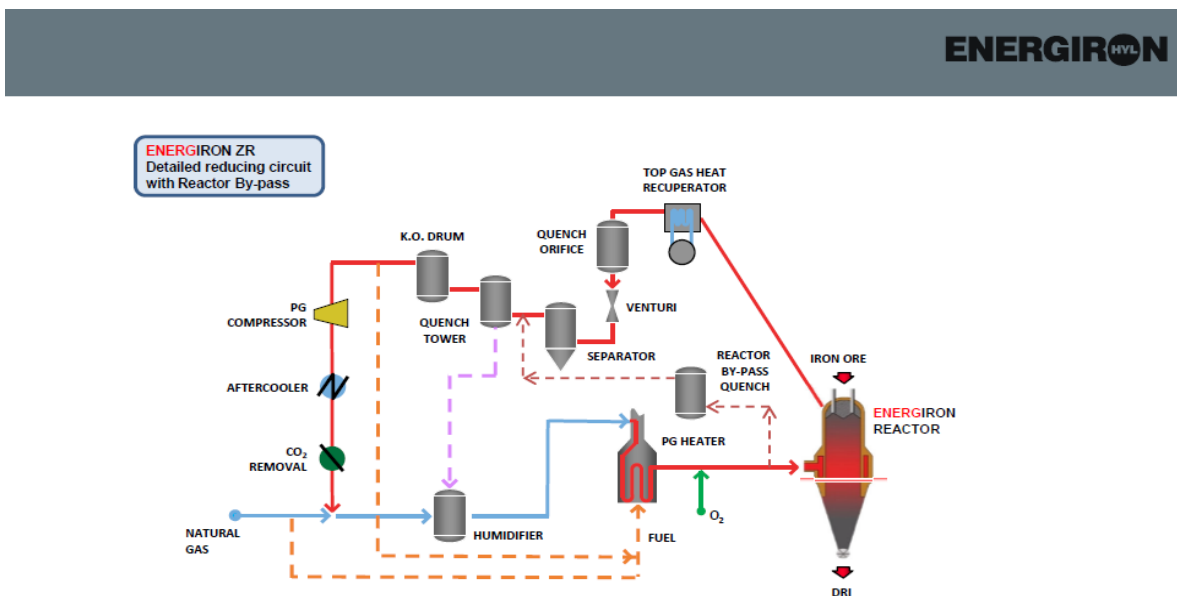 ENERGIRON
HYL
ENERGIRON ZR
Detailed reducing circuit
with Reactor By-pass
TOP GAS HEAT
RECUPERATOR
K.O. DRUM
QUENCH
ORIFICE
PG
COMPRESSOR
QUENCH
TOWER
VENTURI
SEPARATOR
REACTOR
BY-PASS
QUENCH
IRON ORE
AFTERCOOLER
ENERGIRON
REACTOR
PG HEATER
CO2
REMOVAL
O2
NATURAL
GAS
HUMIDIFIER
FUEL
DRI